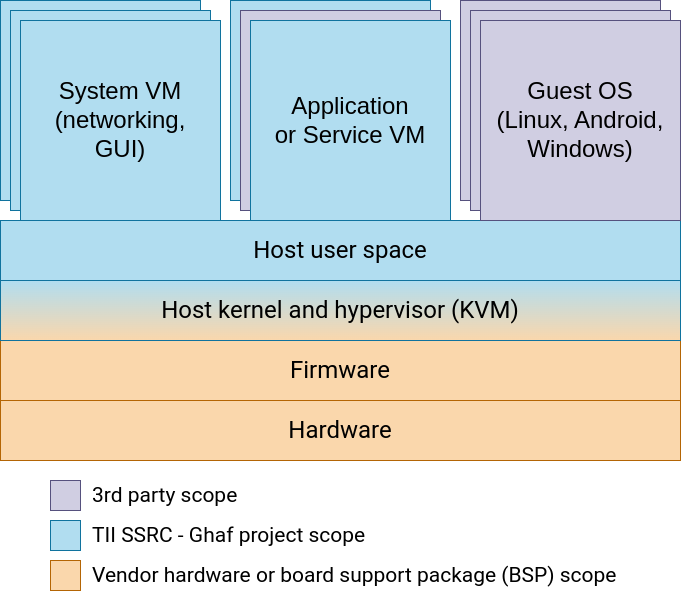 System VM
(networking,
GUI)
Application
or Service VM
Guest OS
(Linux, Android,
Windows)
Host user space
Host kernel and hypervisor (KVM)
Firmware
Hardware
3rd party scope
TII SSRC - Ghaf project scope
Vendor hardware or board support package (BSP) scope